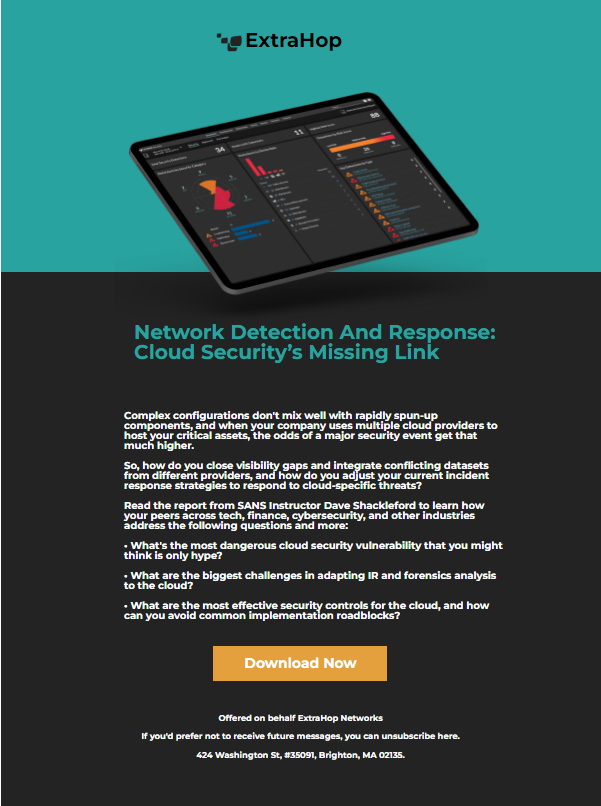 ExtraHop
34
11
88
Network Detection And Response:
Cloud Security’s Missing Link
Complex configurations don't mix well with rapidly spun-up
components, and when your company uses multiple cloud providers to
host your critical assets, the odds of a major security event get that
much higher.
So, how do you close visibility gaps and integrate conflicting datasets
from different providers, and how do you adjust your current incident
response strategies to respond to cloud-specific threats?
Read the report from SANS Instructor Dave Shackleford to learn how
your peers across tech, finance, cybersecurity, and other industries
address the following questions and more:
• What's the most dangerous cloud security vulnerability that you might
think is only hype?
• What are the biggest challenges in adapting IR and forensics analysis
to the cloud?
• What are the most effective security controls for the cloud, and how
can you avoid common implementation roadblocks?
Download Now
Offered on behalf ExtraHop Networks
If you'd prefer not to receive future messages, you can unsubscribe here.
424 Washington St, #35091, Brighton, MA 02135.